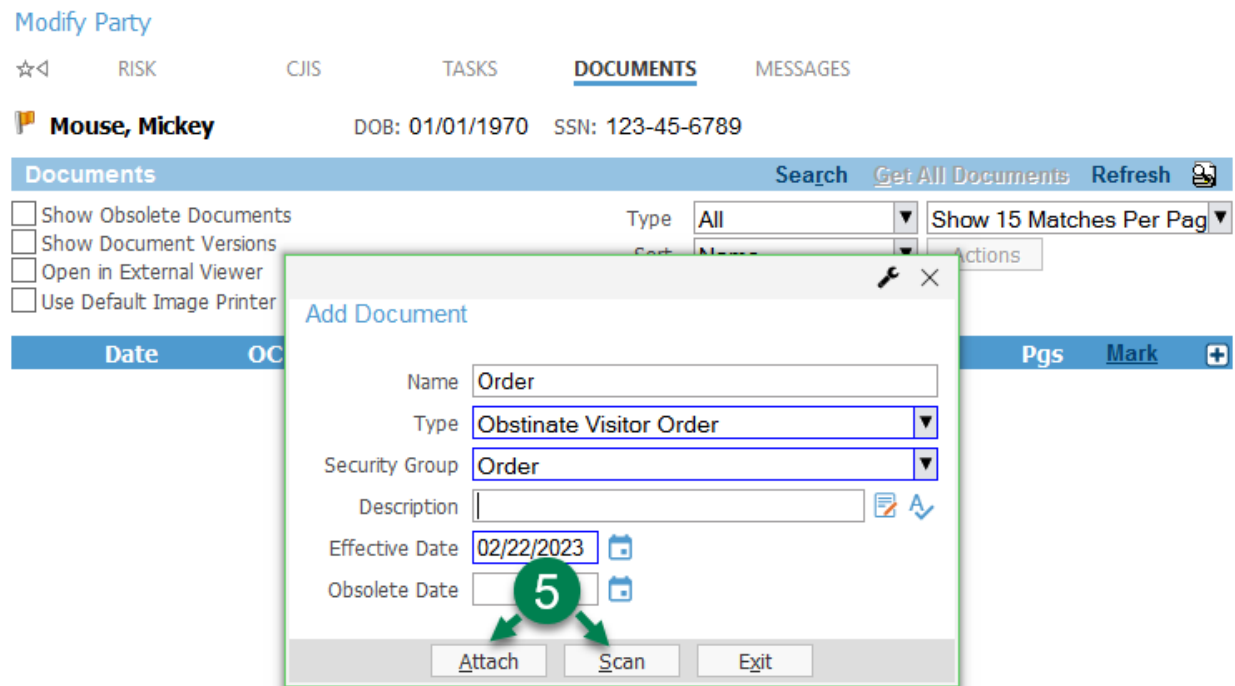 Modify Party
RISK CJIS TASKS DOCUMENTS MESSAGES
Mouse, Mickey DOB: 01/01/1970 SSN: 123-45-6789
Documents Search Get All Documents Refresh
Show Obsolete Documents Type All Show 15 Matches Per Pag
Show Document Versions Sort Name Actions
Open in External Viewer
Use Default Image Printer
Add Document
Date OC Pgs Mark
Name Order
Type Obstinate Visitor Order
Security Group Order
Description
Effective Date 02/22/2023
Obsolete Date
5
Attach Scan Exit